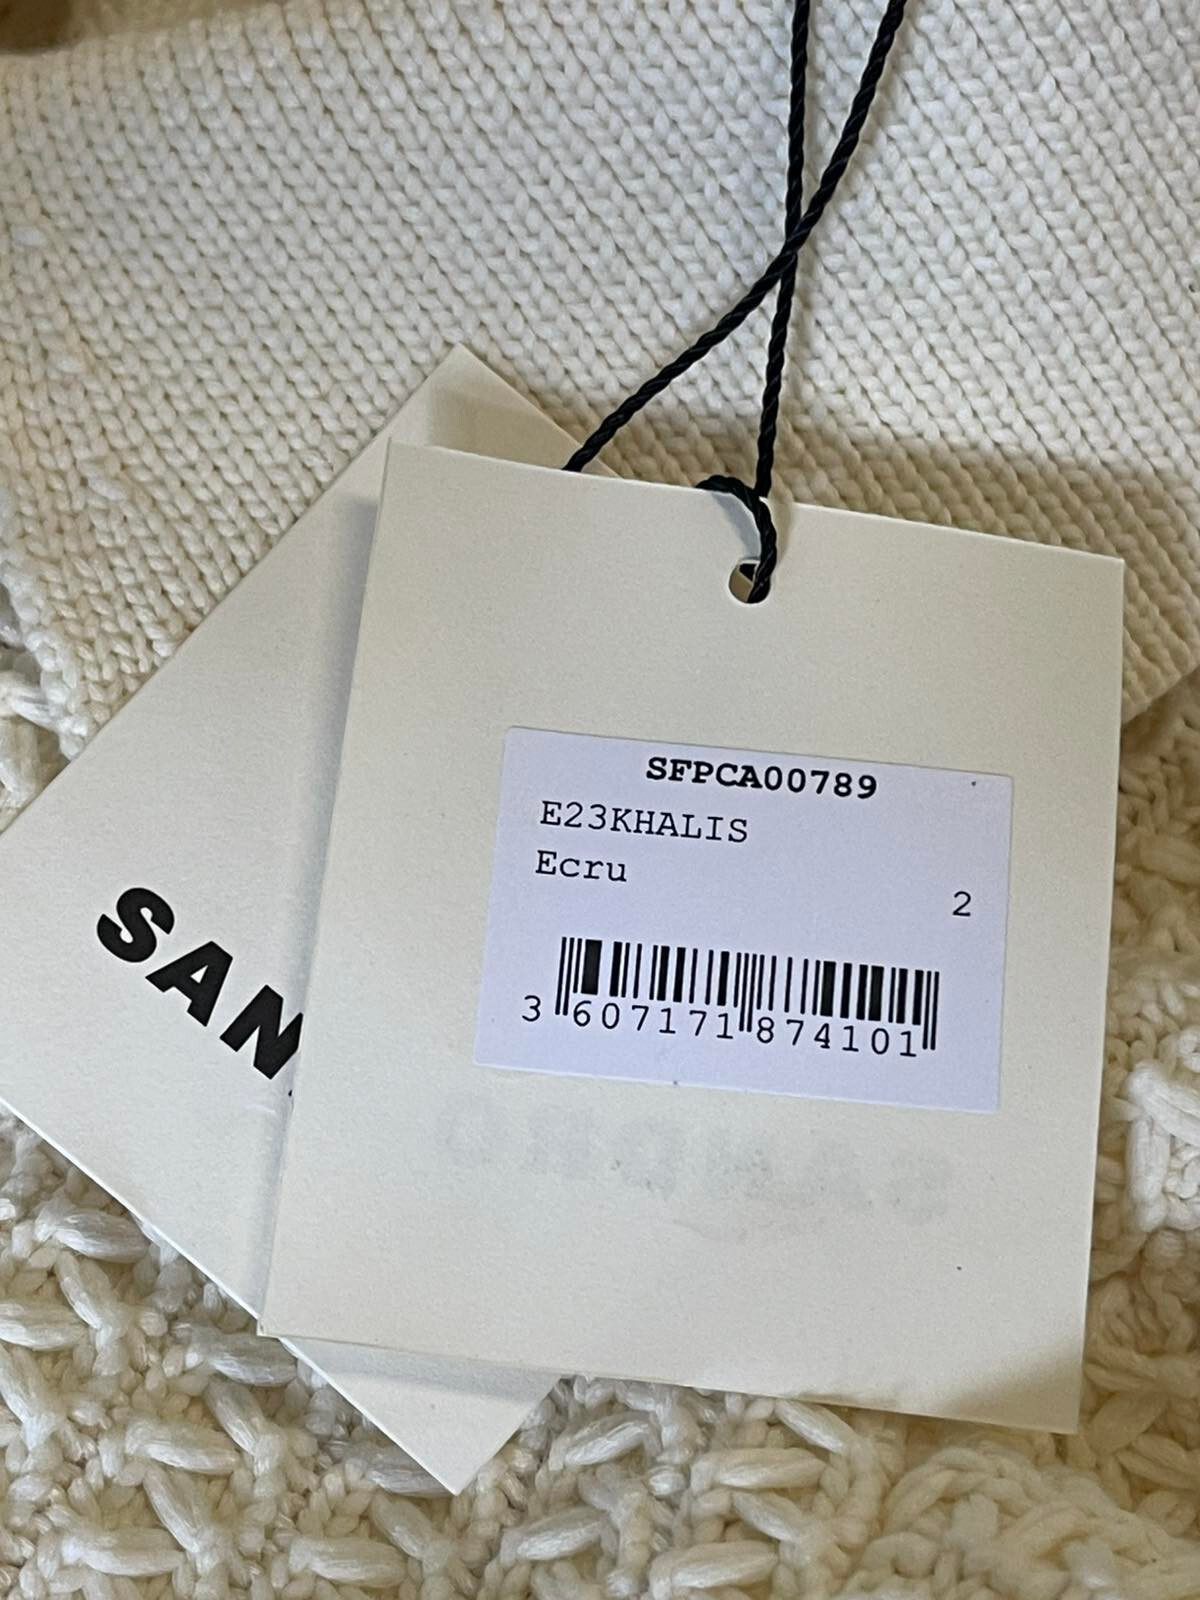 SFPCA00789
E23KHALIS
Ecru
2
3 607171 874101
SAN